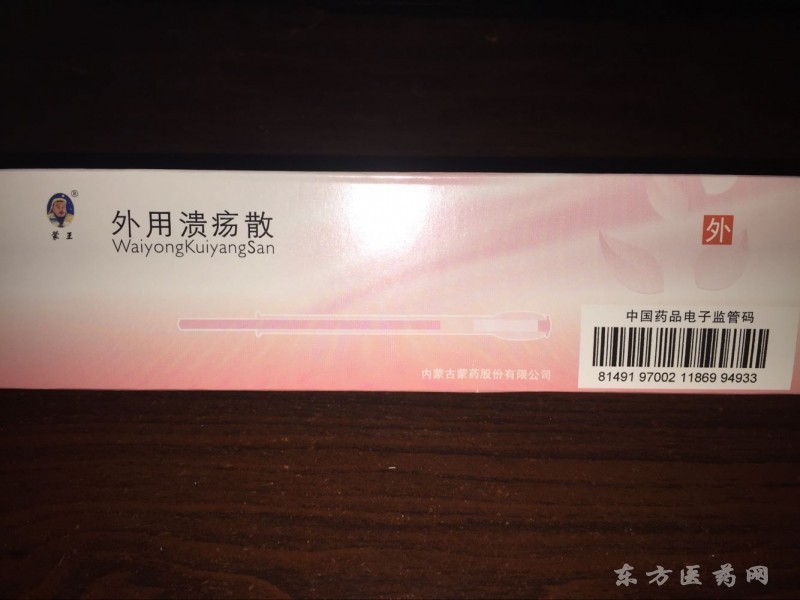 ®
蒙王
外用溃疡散
WaiyongKuiyangSan
外
中国药品电子监管码
81491 97002 11869 94933
内蒙古蒙药股份有限公司
东方医药网